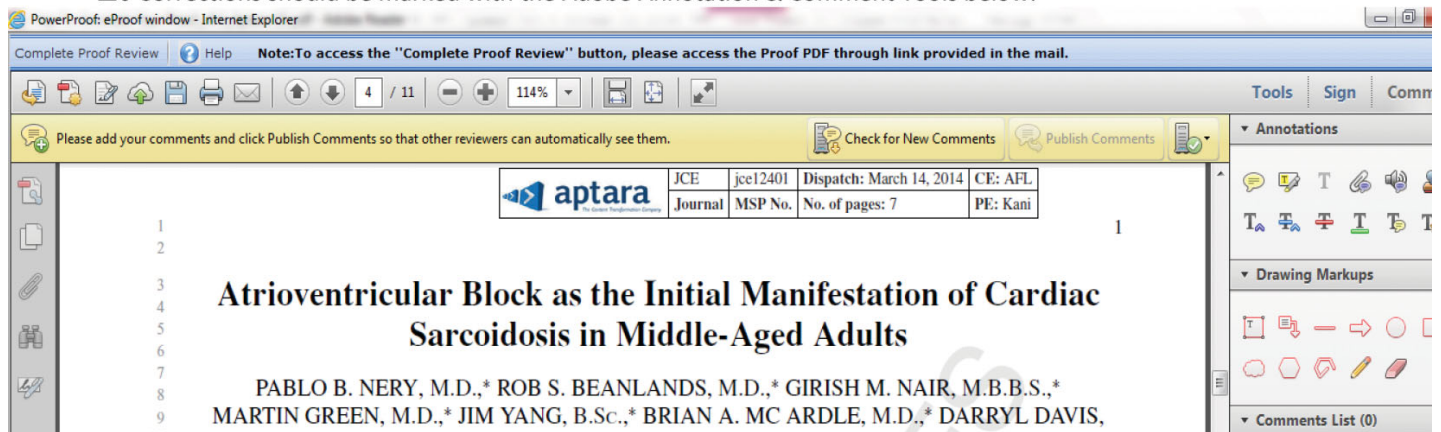 PowerProof: eProof window - Internet Explorer
Complete Proof Review Help Note:To access the "Complete Proof Review" button, please access the Proof PDF through link provided in the mail.
4 / 11 114% Tools Sign Comm
Please add your comments and click Publish Comments so that other reviewers can automatically see them. Check for New Comments Publish Comments
Annotations
aptara JCE jce12401 Dispatch: March 14, 2014 CE: AFL
Journal MSP No. No. of pages: 7 PE: Kani
1 1
2
3
Drawing Markups
Atrioventricular Block as the Initial Manifestation of Cardiac
4
5 Sarcoidosis in Middle-Aged Adults
6
7
8 PABLO B. NERY, M.D.,* ROB S. BEANLANDS, M.D.,* GIRISH M. NAIR, M.B.B.S.,*
9 MARTIN GREEN, M.D.,* JIM YANG, B.Sc.,* BRIAN A. MC ARDLE, M.D.,* DARRYL DAVIS,
Comments List (0)